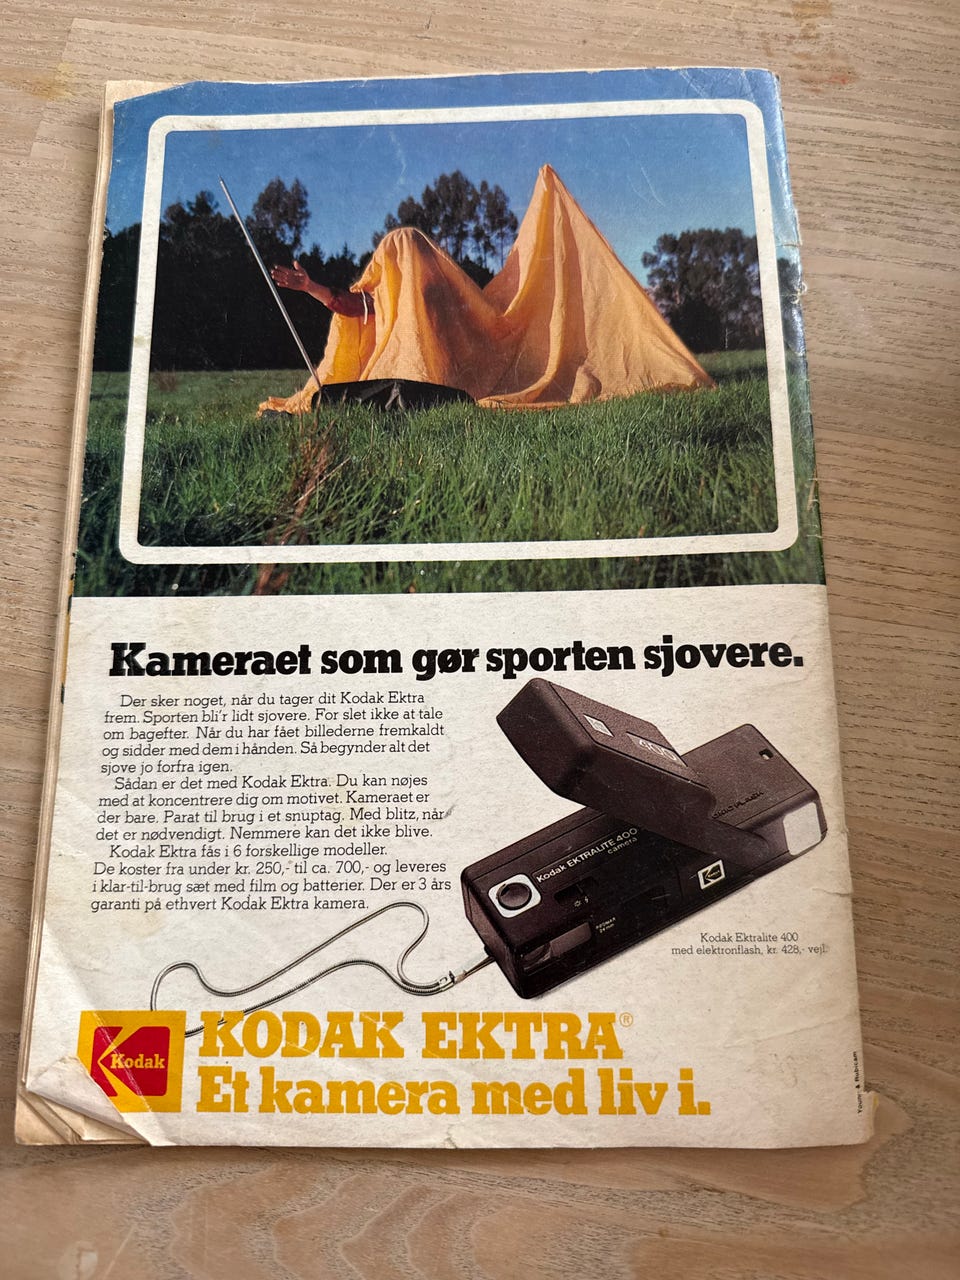 Kameraet som gør sporten sjovere.
Der sker noget, når du tager dit Kodak Ektra
frem. Sporten bli'r lidt sjovere. For slet ikke at tale
om bagefter. Når du har fået billederne fremkaldt
og sidder med dem i hånden. Så begynder alt det
sjove jo forfra igen.
Sådan er det med Kodak Ektra. Du kan nøjes
med at koncentrere dig om motivet. Kameraet er
der bare. Parat til brug i et snuptag. Med blitz, når
det er nødvendigt. Nemmere kan det ikke blive.
Kodak Ektra fås i 6 forskellige modeller.
De koster fra under kr. 250,- til ca. 700,- og leveres
i klar-til-brug sæt med film og batterier. Der er 3 års
garanti på ethvert Kodak Ektra kamera.
400
Kodak EKTRALITE 400
camera
Kodak Ektralite 400
med elektronflash, kr. 428,- vejl.
Kodak
KODAK EKTRA®
Et kamera med liv i.
Young & Rubicam